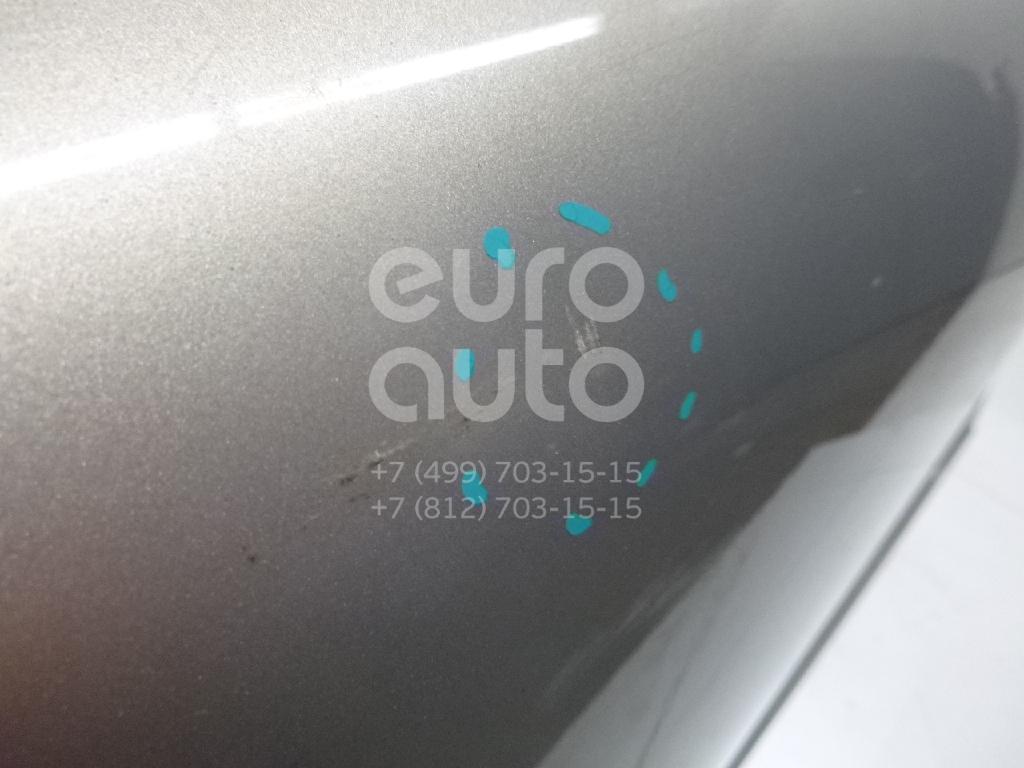 euro
auto
+7 (499) 703-15-15
+7 (812) 703-15-15